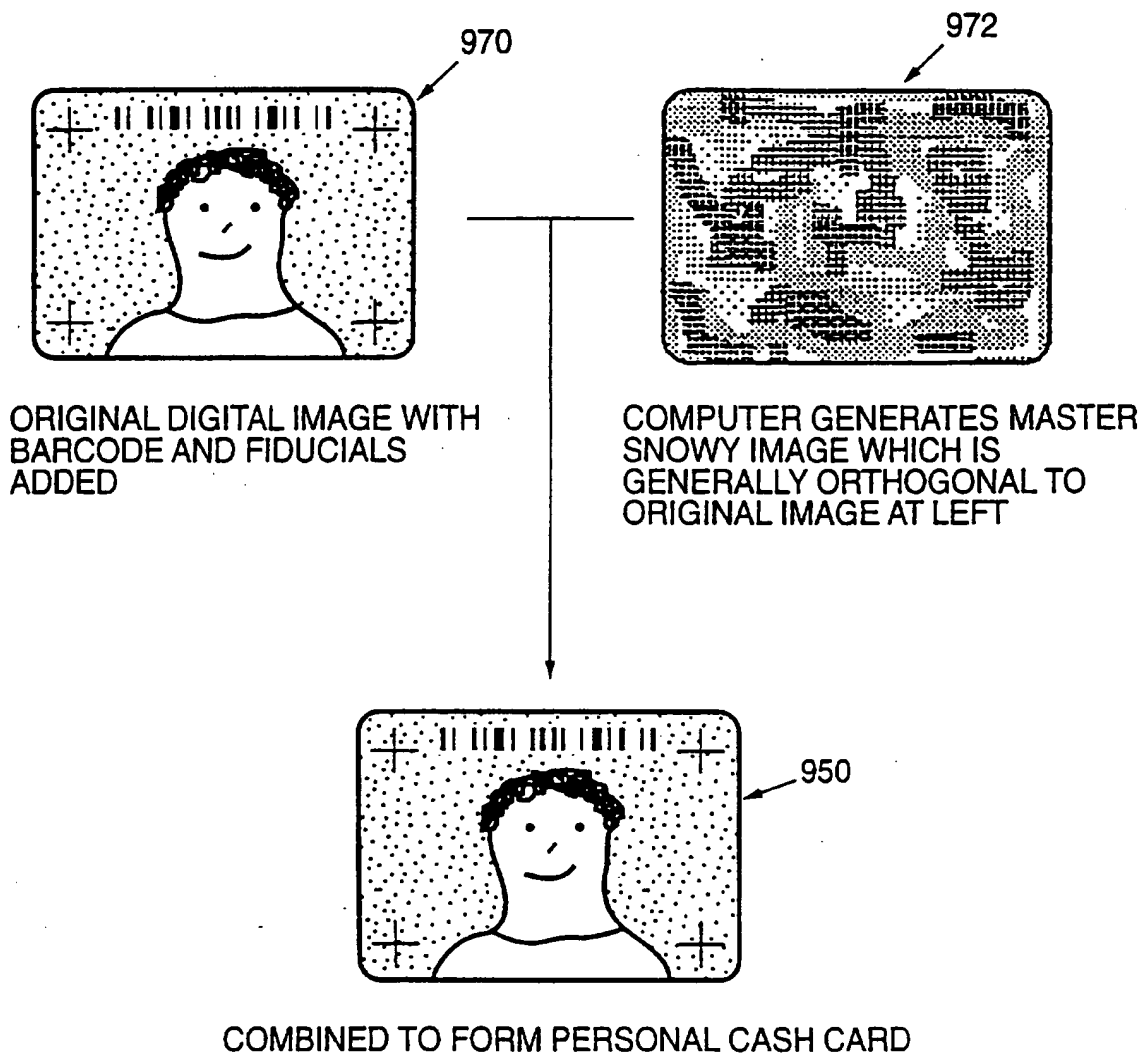 970
972
ORIGINAL DIGITAL IMAGE WITH
BARCODE AND FIDUCIALS
ADDED
COMPUTER GENERATES MASTER
SNOWY IMAGE WHICH IS
GENERALLY ORTHOGONAL TO
ORIGINAL IMAGE AT LEFT
950
COMBINED TO FORM PERSONAL CASH CARD